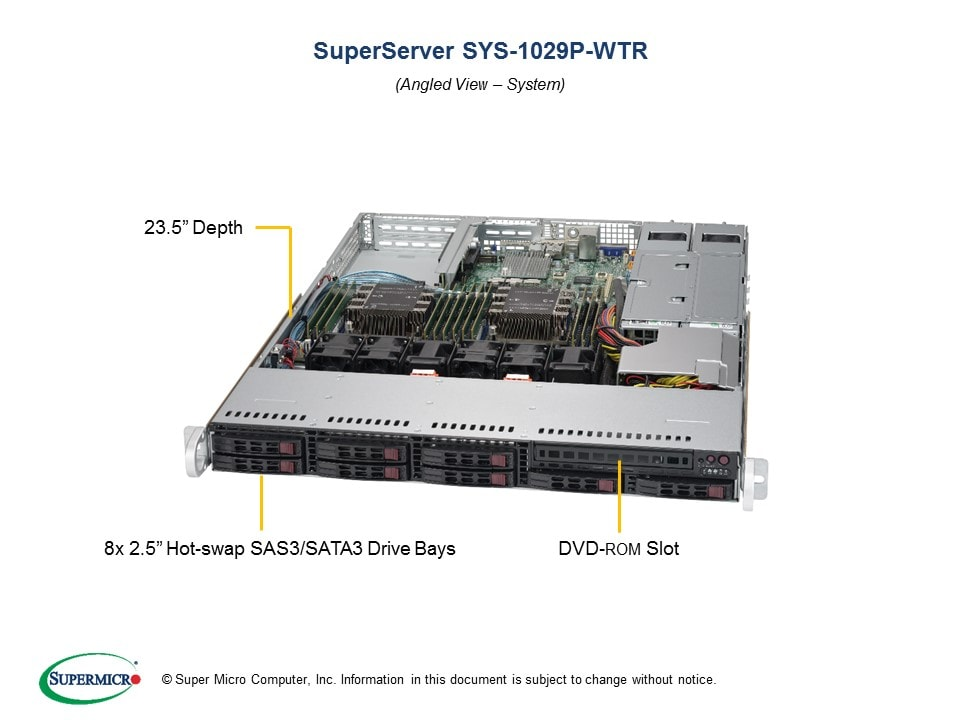 SuperServer SYS-1029P-WTR
(Angled View – System)
23.5” Depth
8x 2.5” Hot-swap SAS3/SATA3 Drive Bays
DVD-ROM Slot
SUPERMICRO
© Super Micro Computer, Inc. Information in this document is subject to change without notice.